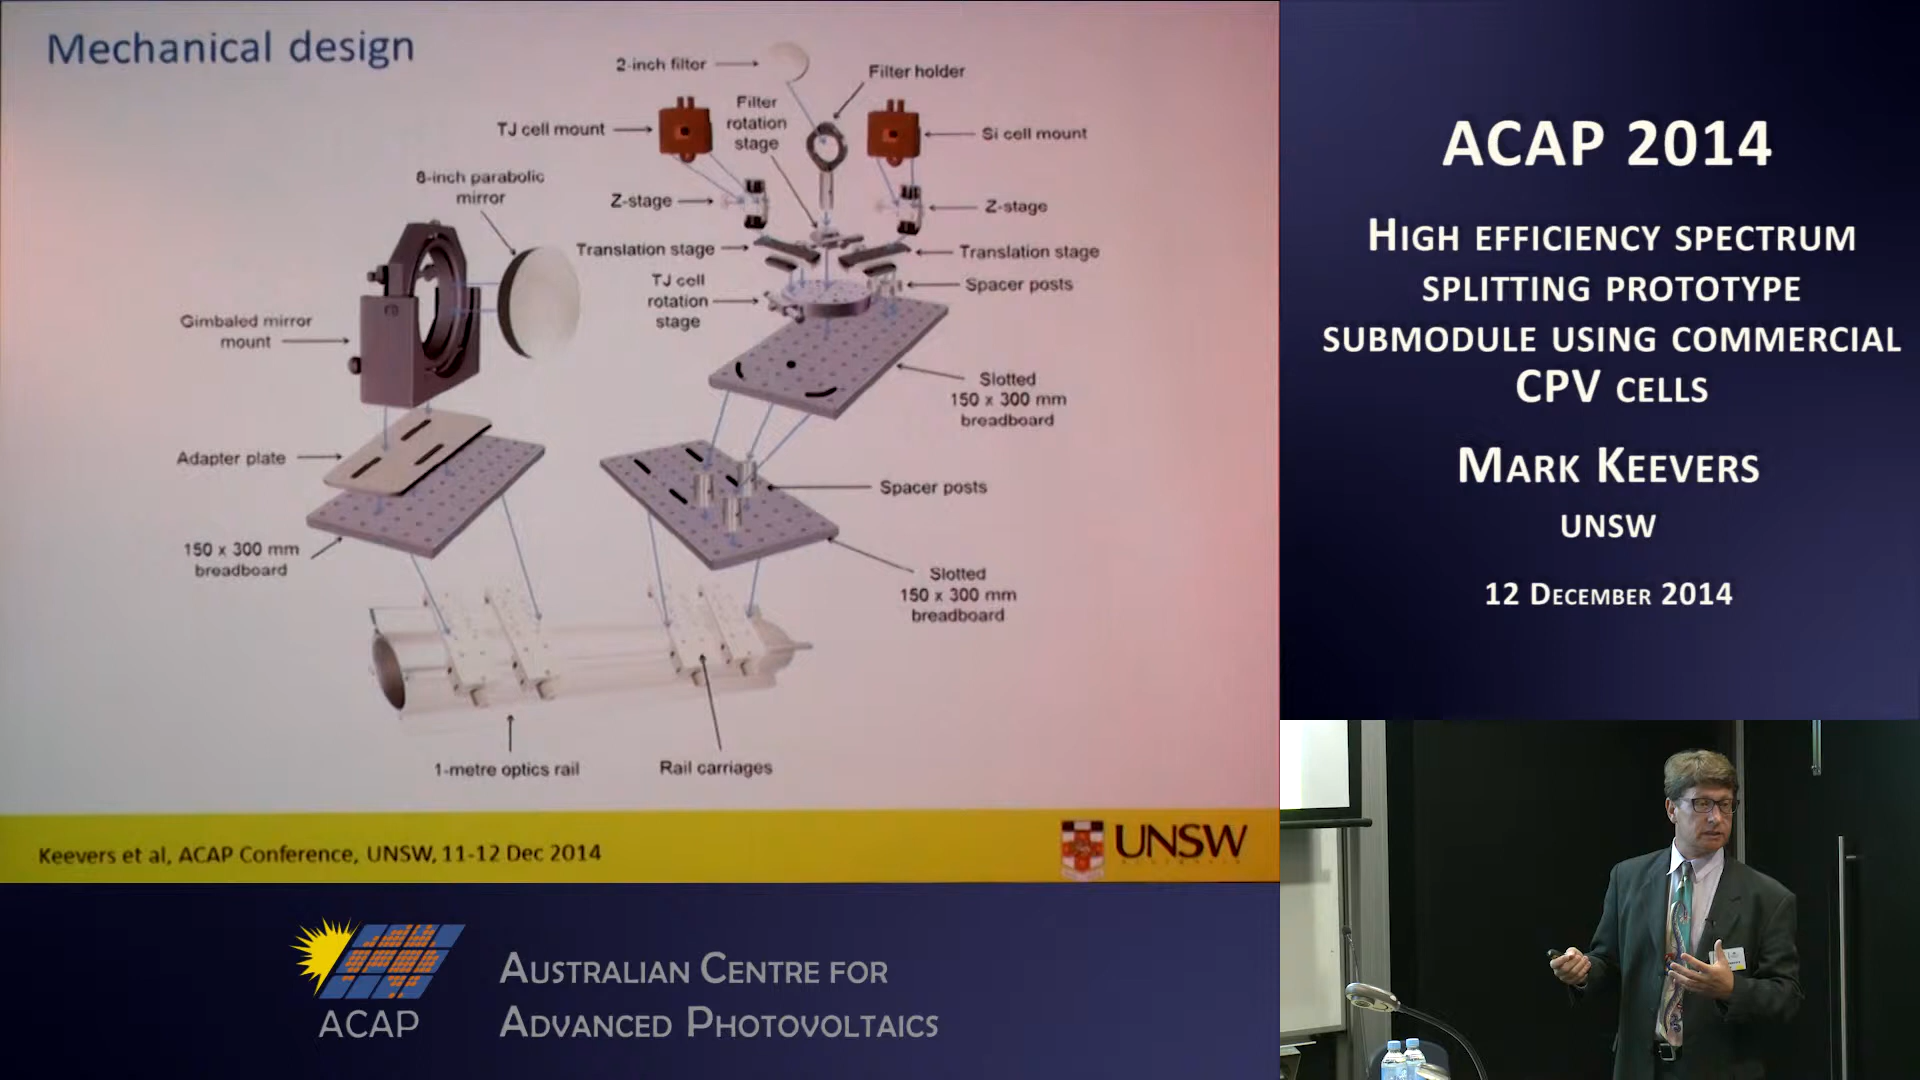 Mechanical design
2-inch filter
Filter holder
TJ cell mount
Filter
rotation
stage
Si cell mount
8-inch parabolic
mirror
Z-stage
Z-stage
Translation stage
Translation stage
TJ cell
rotation
stage
Spacer posts
Gimbaled mirror
mount
Slotted
150 x 300 mm
breadboard
Adapter plate
Spacer posts
150 x 300 mm
breadboard
Slotted
150 x 300 mm
breadboard
1-metre optics rail
Rail carriages
Keevers et al, ACAP Conference, UNSW, 11-12 Dec 2014
UNSW
ACAP
Australian Centre for
Advanced Photovoltaics
ACAP 2014
High efficiency spectrum
splitting prototype
submodule using commercial
CPV cells
Mark Keevers
UNSW
12 December 2014